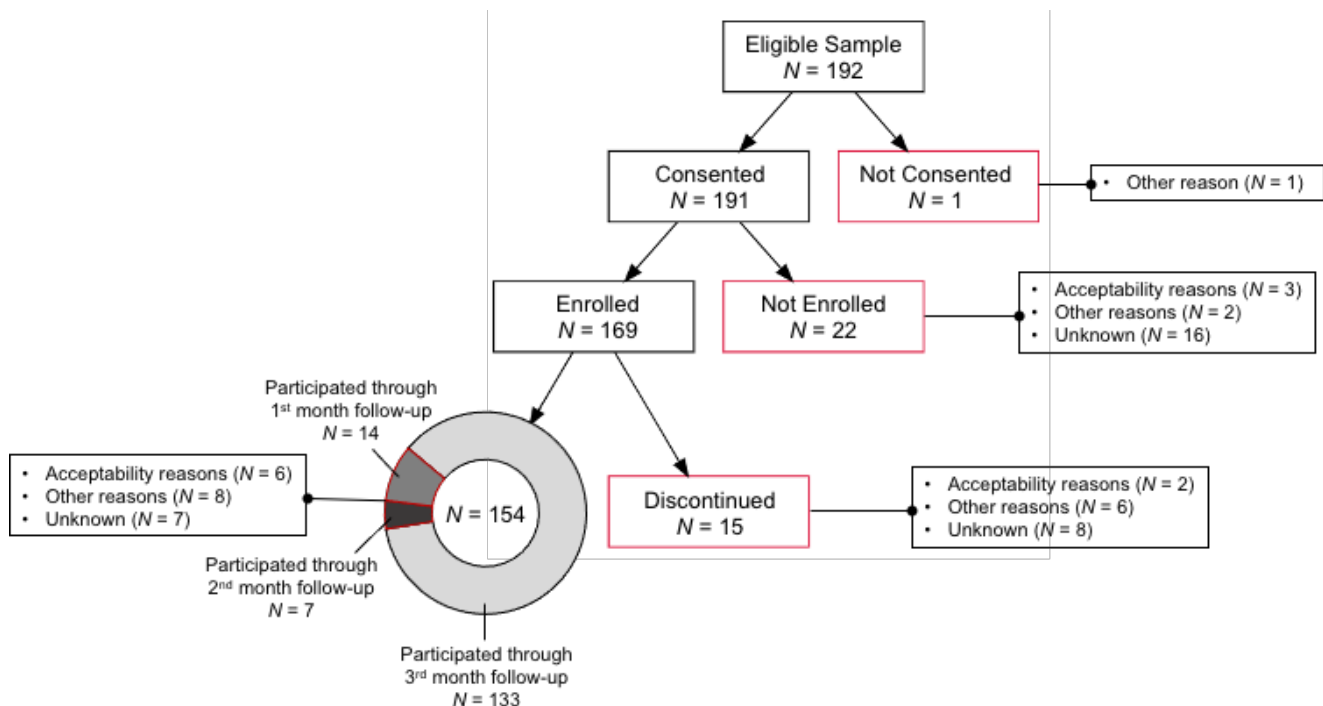 Eligible Sample
N = 192
Consented
N = 191
Not Consented
N = 1
• Other reason (N = 1)
Enrolled
N = 169
Not Enrolled
N = 22
• Acceptability reasons (N = 3)
• Other reasons (N = 2)
• Unknown (N = 16)
Participated through
1st month follow-up
N = 14
• Acceptability reasons (N = 6)
• Other reasons (N = 8)
• Unknown (N = 7)
N = 154
Discontinued
N = 15
• Acceptability reasons (N = 2)
• Other reasons (N = 6)
• Unknown (N = 8)
Participated through
2nd month follow-up
N = 7
Participated through
3rd month follow-up
N = 133